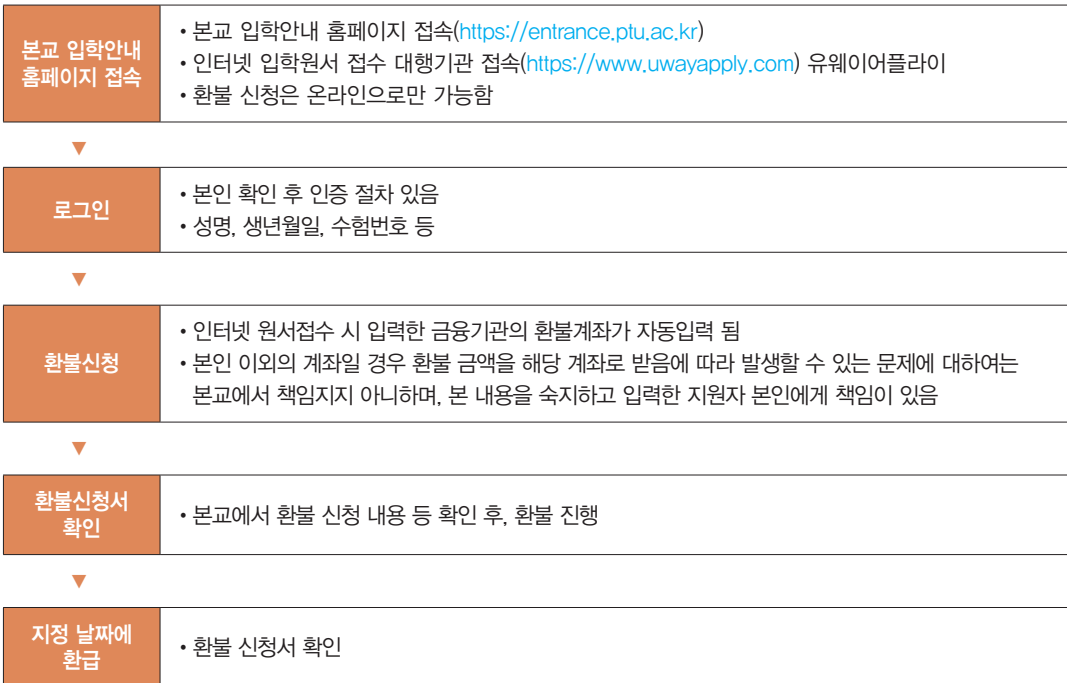 본교 입학안내
홈페이지 접속
• 본교 입학안내 홈페이지 접속(https://entrance.ptu.ac.kr)
• 인터넷 입학원서 접수 대행기관 접속(https://www.uwayapply.com) 유웨이어플라이
• 환불 신청은 온라인으로만 가능함
▼
로그인
• 본인 확인 후 인증 절차 있음
• 성명, 생년월일, 수험번호 등
▼
환불신청
• 인터넷 원서접수 시 입력한 금융기관의 환불계좌가 자동입력 됨
• 본인 이외의 계좌일 경우 환불 금액을 해당 계좌로 받음에 따라 발생할 수 있는 문제에 대하여는
본교에서 책임지지 아니하며, 본 내용을 숙지하고 입력한 지원자 본인에게 책임이 있음
▼
환불신청서
확인
• 본교에서 환불 신청 내용 등 확인 후, 환불 진행
▼
지정 날짜에
환급
• 환불 신청서 확인